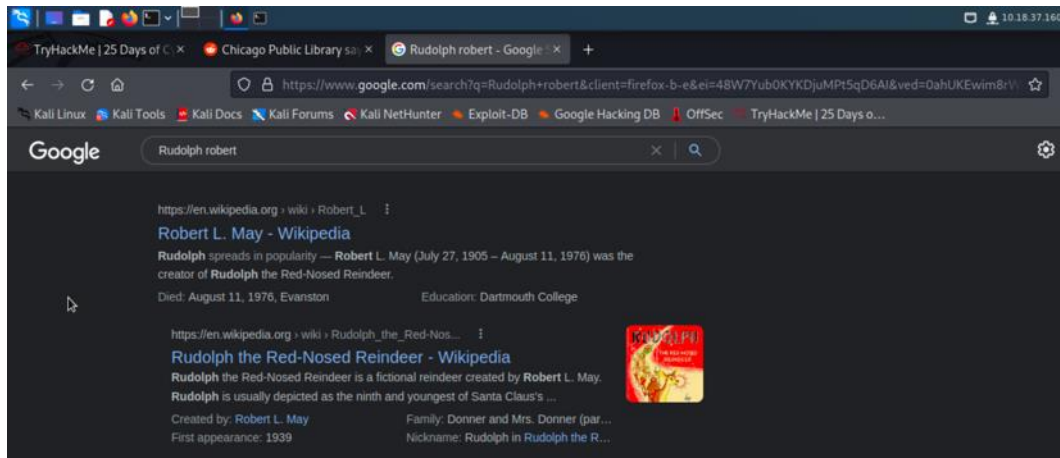 10.18.37.160
TryHackMe | 25 Days of C
Chicago Public Library say
Rudolph robert - Google S
https://www.google.com/search?q=Rudolph+robert&client=firefox-b-e&ei=48W7Yub0KYKDjuMPt5qD6AI&ved=0ahUKEwim8rV
Kali Linux Kali Tools Kali Docs Kali Forums Kali NetHunter Exploit-DB Google Hacking DB OffSec TryHackMe | 25 Days o...
Google Rudolph robert
https://en.wikipedia.org › wiki › Robert_L
Robert L. May - Wikipedia
Rudolph spreads in popularity — Robert L. May (July 27, 1905 – August 11, 1976) was the
creator of Rudolph the Red-Nosed Reindeer.
Died: August 11, 1976, Evanston Education: Dartmouth College
https://en.wikipedia.org › wiki › Rudolph_the_Red-Nos...
Rudolph the Red-Nosed Reindeer - Wikipedia
Rudolph the Red-Nosed Reindeer is a fictional reindeer created by Robert L. May.
Rudolph is usually depicted as the ninth and youngest of Santa Claus's ...
Created by: Robert L. May Family: Donner and Mrs. Donner (par...
First appearance: 1939 Nickname: Rudolph in Rudolph the R...
RUDOLPH
THE RED-NOSED
REINDEER